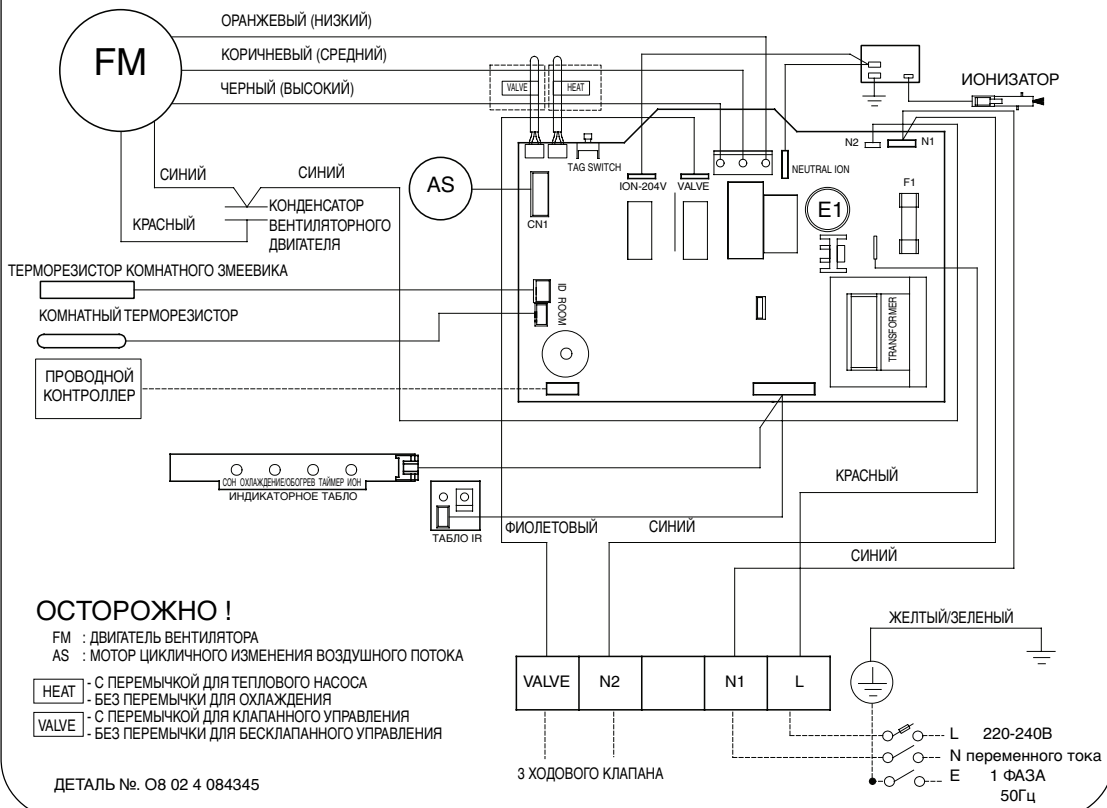 ОРАНЖЕВЫЙ (НИЗКИЙ)
FM
КОРИЧНЕВЫЙ (СРЕДНИЙ)
ЧЕРНЫЙ (ВЫСОКИЙ)
VALVE
HEAT
ИОНИЗАТОР
N2
N1
TAG SWITCH
NEUTRAL ION
СИНИЙ
СИНИЙ
AS
ION-204V
VALVE
F1
E1
КОНДЕНСАТОР
ВЕНТИЛЯТОРНОГО
ДВИГАТЕЛЯ
КРАСНЫЙ
CN1
ТЕРМОРЕЗИСТОР КОМНАТНОГО ЗМЕЕВИКА
ID ROOM
КОМНАТНЫЙ ТЕРМОРЕЗИСТОР
TRANSFORMER
ПРОВОДНОЙ
КОНТРОЛЛЕР
СОН ОХЛАЖДЕНИЕ/ОБОГРЕВ ТАЙМЕР ИОН
ИНДИКАТОРНОЕ ТАБЛО
КРАСНЫЙ
ТАБЛО IR
ФИОЛЕТОВЫЙ
СИНИЙ
СИНИЙ
ОСТОРОЖНО !
FM : ДВИГАТЕЛЬ ВЕНТИЛЯТОРА
AS : МОТОР ЦИКЛИЧНОГО ИЗМЕНЕНИЯ ВОЗДУШНОГО ПОТОКА
HEAT - С ПЕРЕМЫЧКОЙ ДЛЯ ТЕПЛОВОГО НАСОСА
- БЕЗ ПЕРЕМЫЧКИ ДЛЯ ОХЛАЖДЕНИЯ
VALVE - С ПЕРЕМЫЧКОЙ ДЛЯ КЛАПАННОГО УПРАВЛЕНИЯ
- БЕЗ ПЕРЕМЫЧКИ ДЛЯ БЕСКЛАПАННОГО УПРАВЛЕНИЯ
ЖЕЛТЫЙ/ЗЕЛЕНЫЙ
VALVE N2 N1 L
3 ХОДОВОГО КЛАПАНА
L 220-240В
N переменного тока
E 1 ФАЗА
50Гц
ДЕТАЛЬ №. О8 02 4 084345